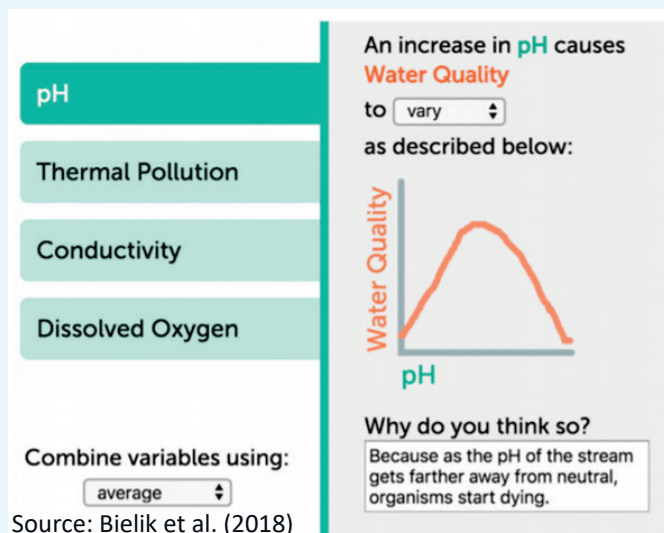 pH
Thermal Pollution
Conductivity
Dissolved Oxygen
Combine variables using:
average
Source: Bielik et al. (2018)
An increase in pH causes
Water Quality
to vary
as described below:
Water Quality
pH
Why do you think so?
Because as the pH of the stream
gets farther away from neutral,
organisms start dying.